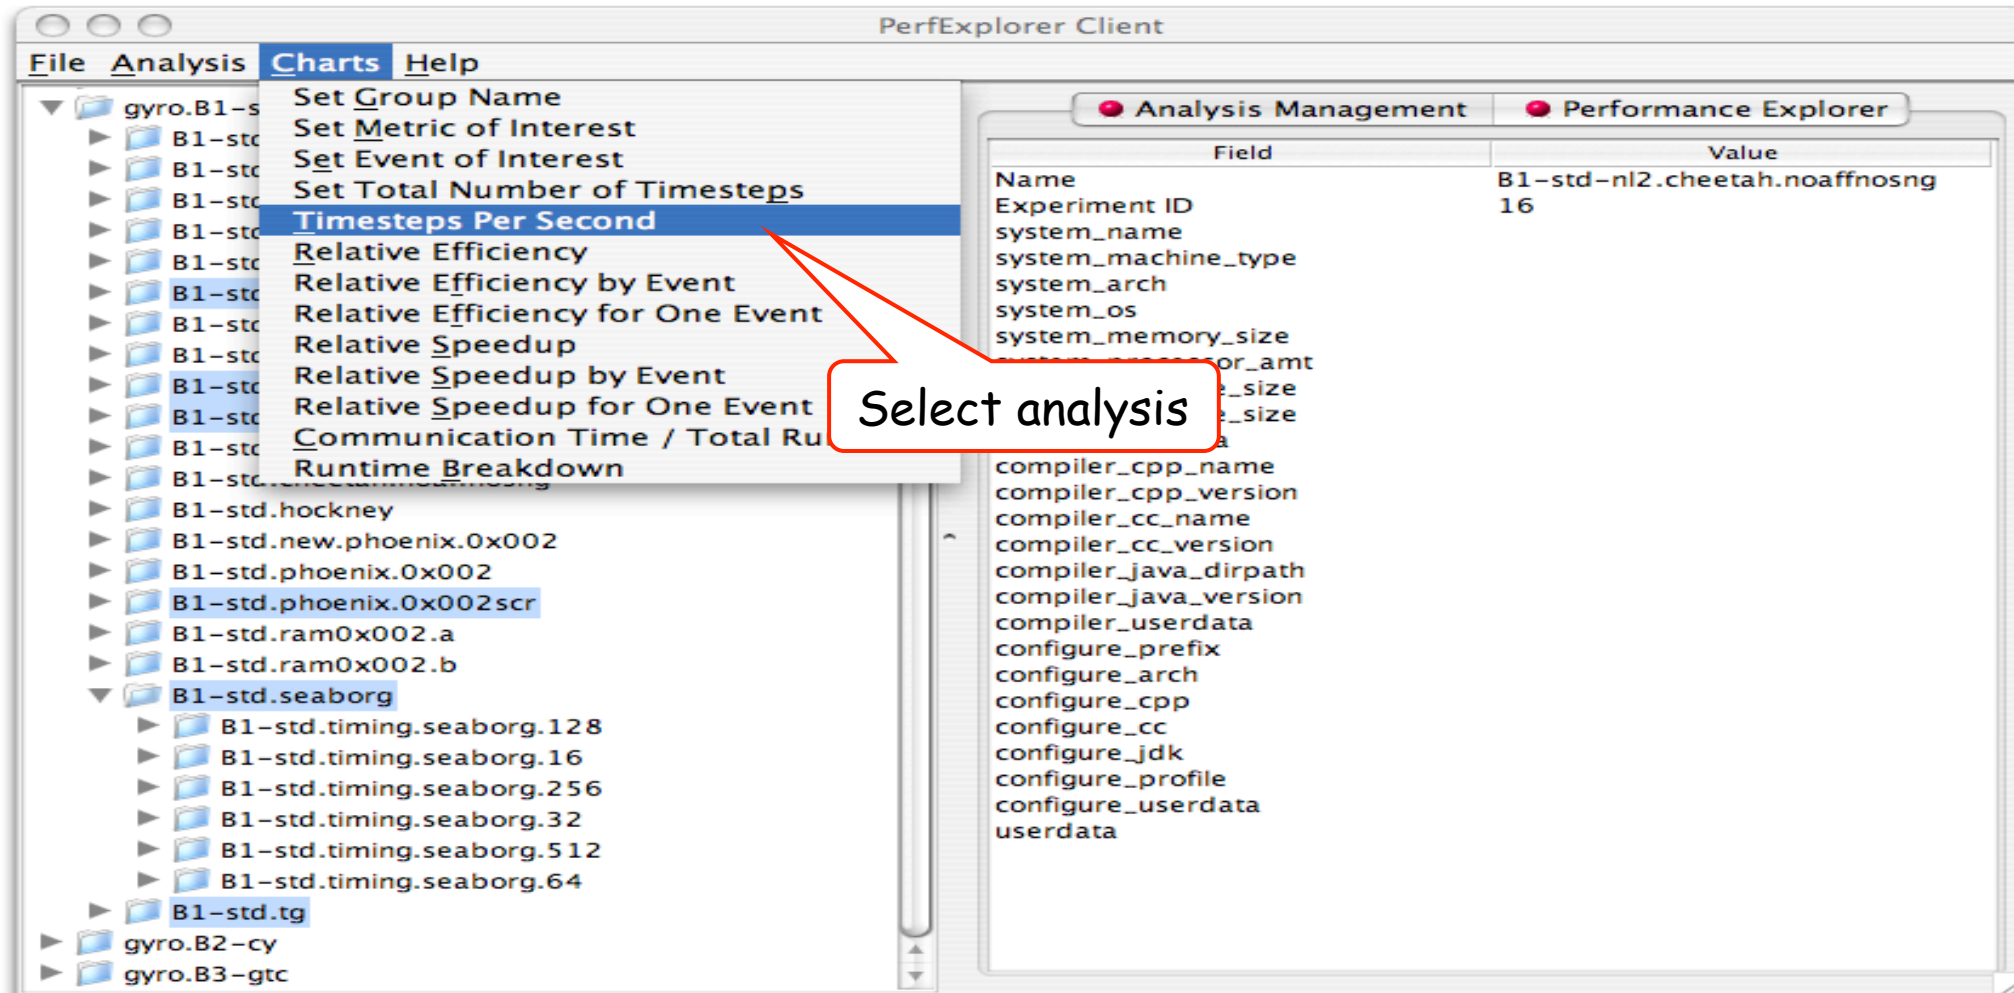 PerfExplorer Client
File Analysis Charts Help
gyro.B1-s
B1-std
B1-std
B1-std
B1-std
B1-std
B1-std
B1-std
B1-std
B1-std
B1-std
B1-std
B1-std.cheetah.noaffnosng
B1-std.hockney
B1-std.new.phoenix.0x002
B1-std.phoenix.0x002
B1-std.phoenix.0x002scr
B1-std.ram0x002.a
B1-std.ram0x002.b
B1-std.seaborg
B1-std.timing.seaborg.128
B1-std.timing.seaborg.16
B1-std.timing.seaborg.256
B1-std.timing.seaborg.32
B1-std.timing.seaborg.512
B1-std.timing.seaborg.64
B1-std.tg
gyro.B2-cy
gyro.B3-gtc
Set Group Name
Set Metric of Interest
Set Event of Interest
Set Total Number of Timesteps
Timesteps Per Second
Relative Efficiency
Relative Efficiency by Event
Relative Efficiency for One Event
Relative Speedup
Relative Speedup by Event
Relative Speedup for One Event
Communication Time / Total Ru
Runtime Breakdown
Select analysis
Analysis Management Performance Explorer
Field Value
Name B1-std-nl2.cheetah.noaffnosng
Experiment ID 16
system_name
system_machine_type
system_arch
system_os
system_memory_size
system_processor_amt
e_size
e_size
a
compiler_cpp_name
compiler_cpp_version
compiler_cc_name
compiler_cc_version
compiler_java_dirpath
compiler_java_version
compiler_userdata
configure_prefix
configure_arch
configure_cpp
configure_cc
configure_jdk
configure_profile
configure_userdata
userdata